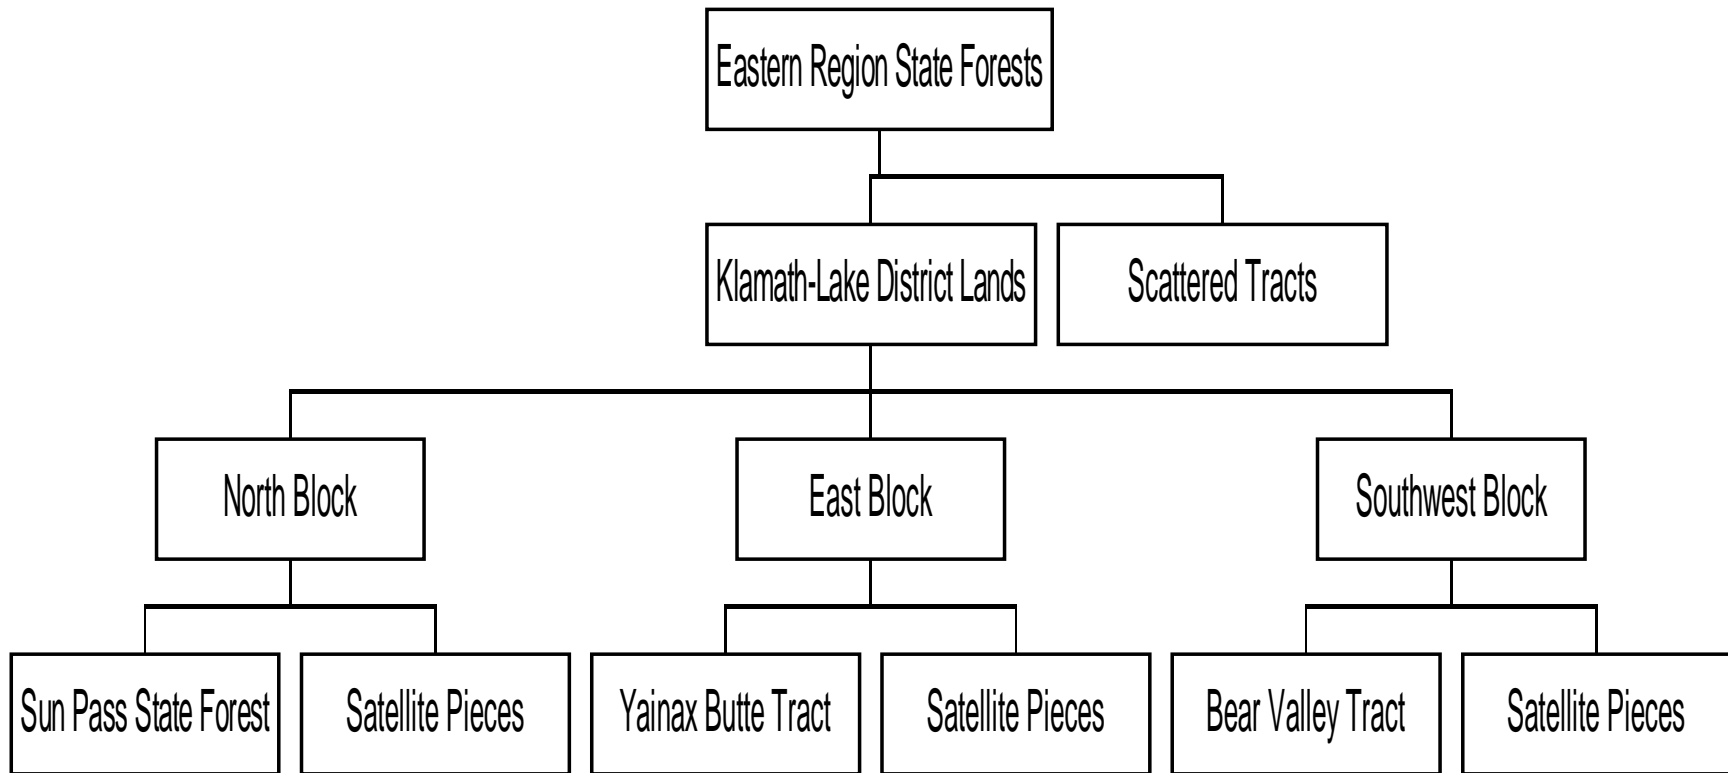 Eastern Region State Forests
Klamath-Lake District Lands
Scattered Tracts
North Block
East Block
Southwest Block
Sun Pass State Forest
Satellite Pieces
Yainax Butte Tract
Satellite Pieces
Bear Valley Tract
Satellite Pieces